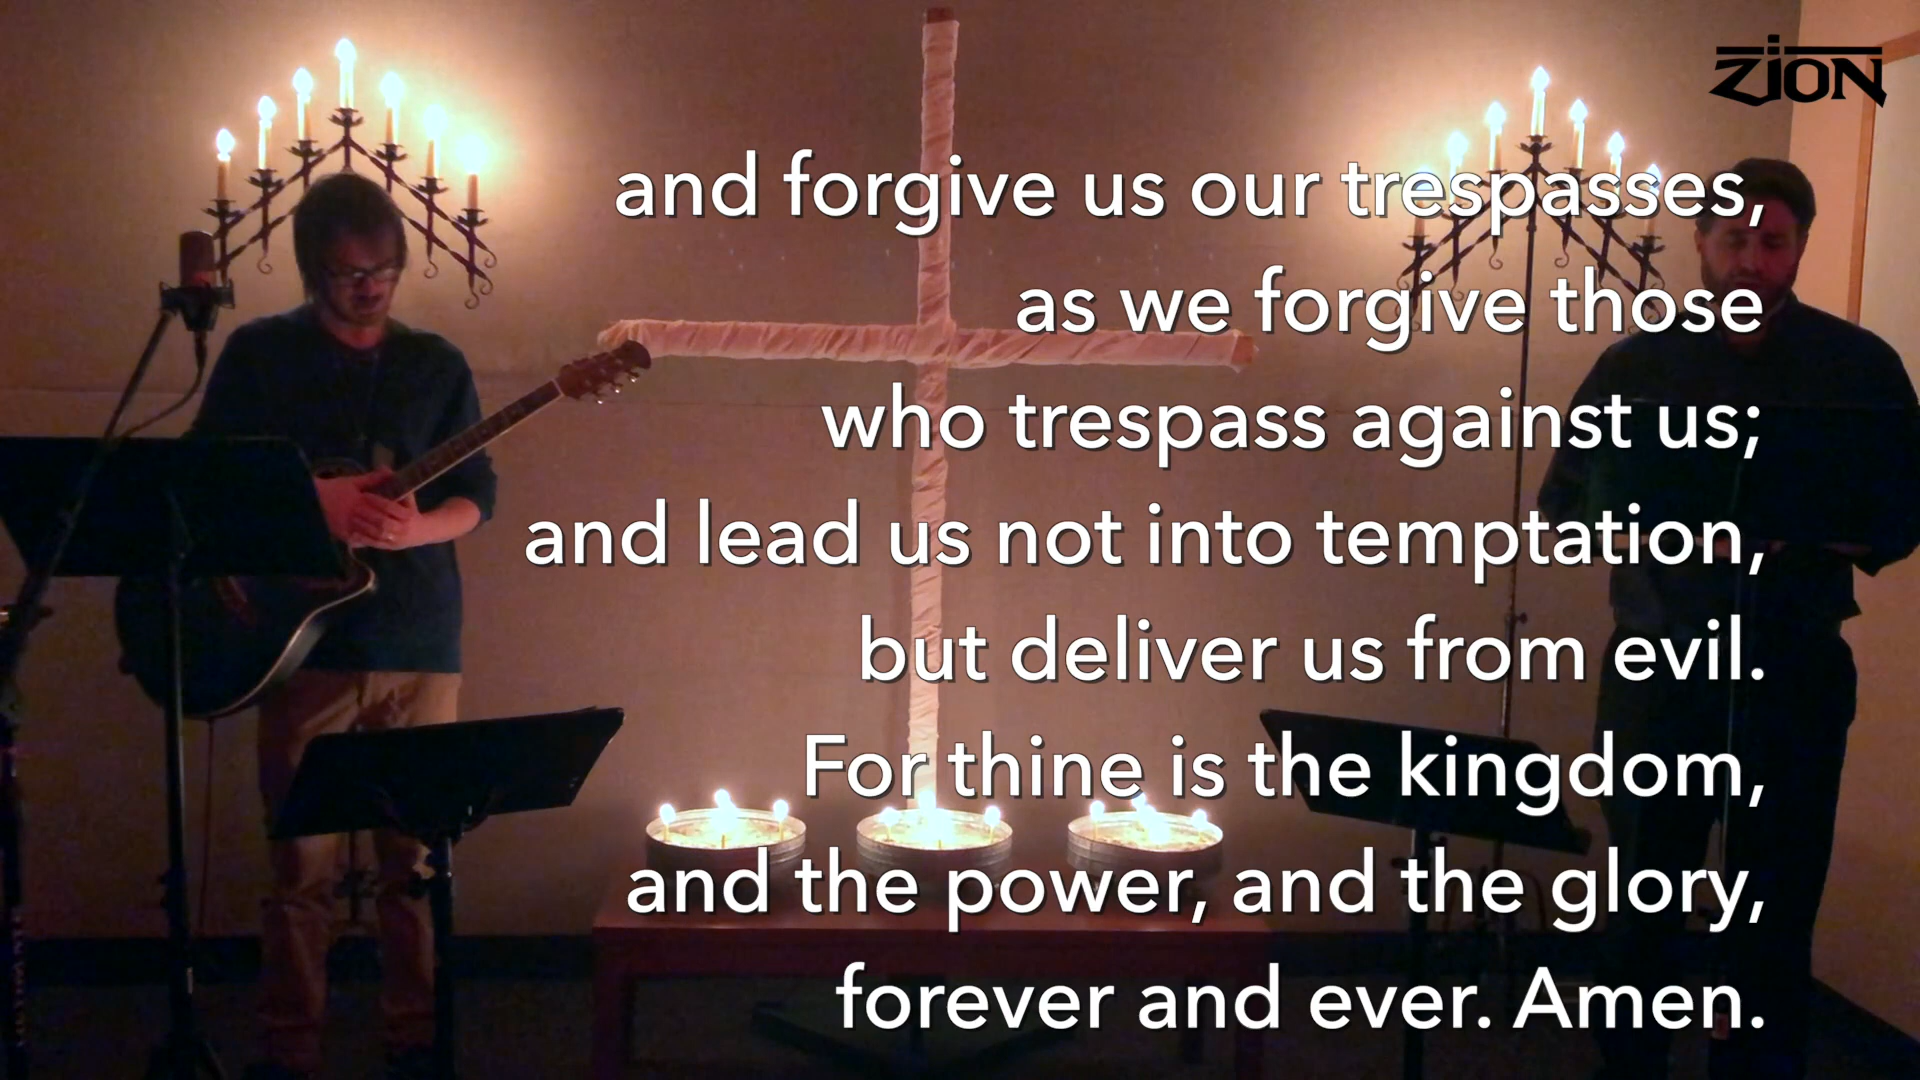 ZION
and forgive us our trespasses,
as we forgive those
who trespass against us;
and lead us not into temptation,
but deliver us from evil.
For thine is the kingdom,
and the power, and the glory,
forever and ever. Amen.